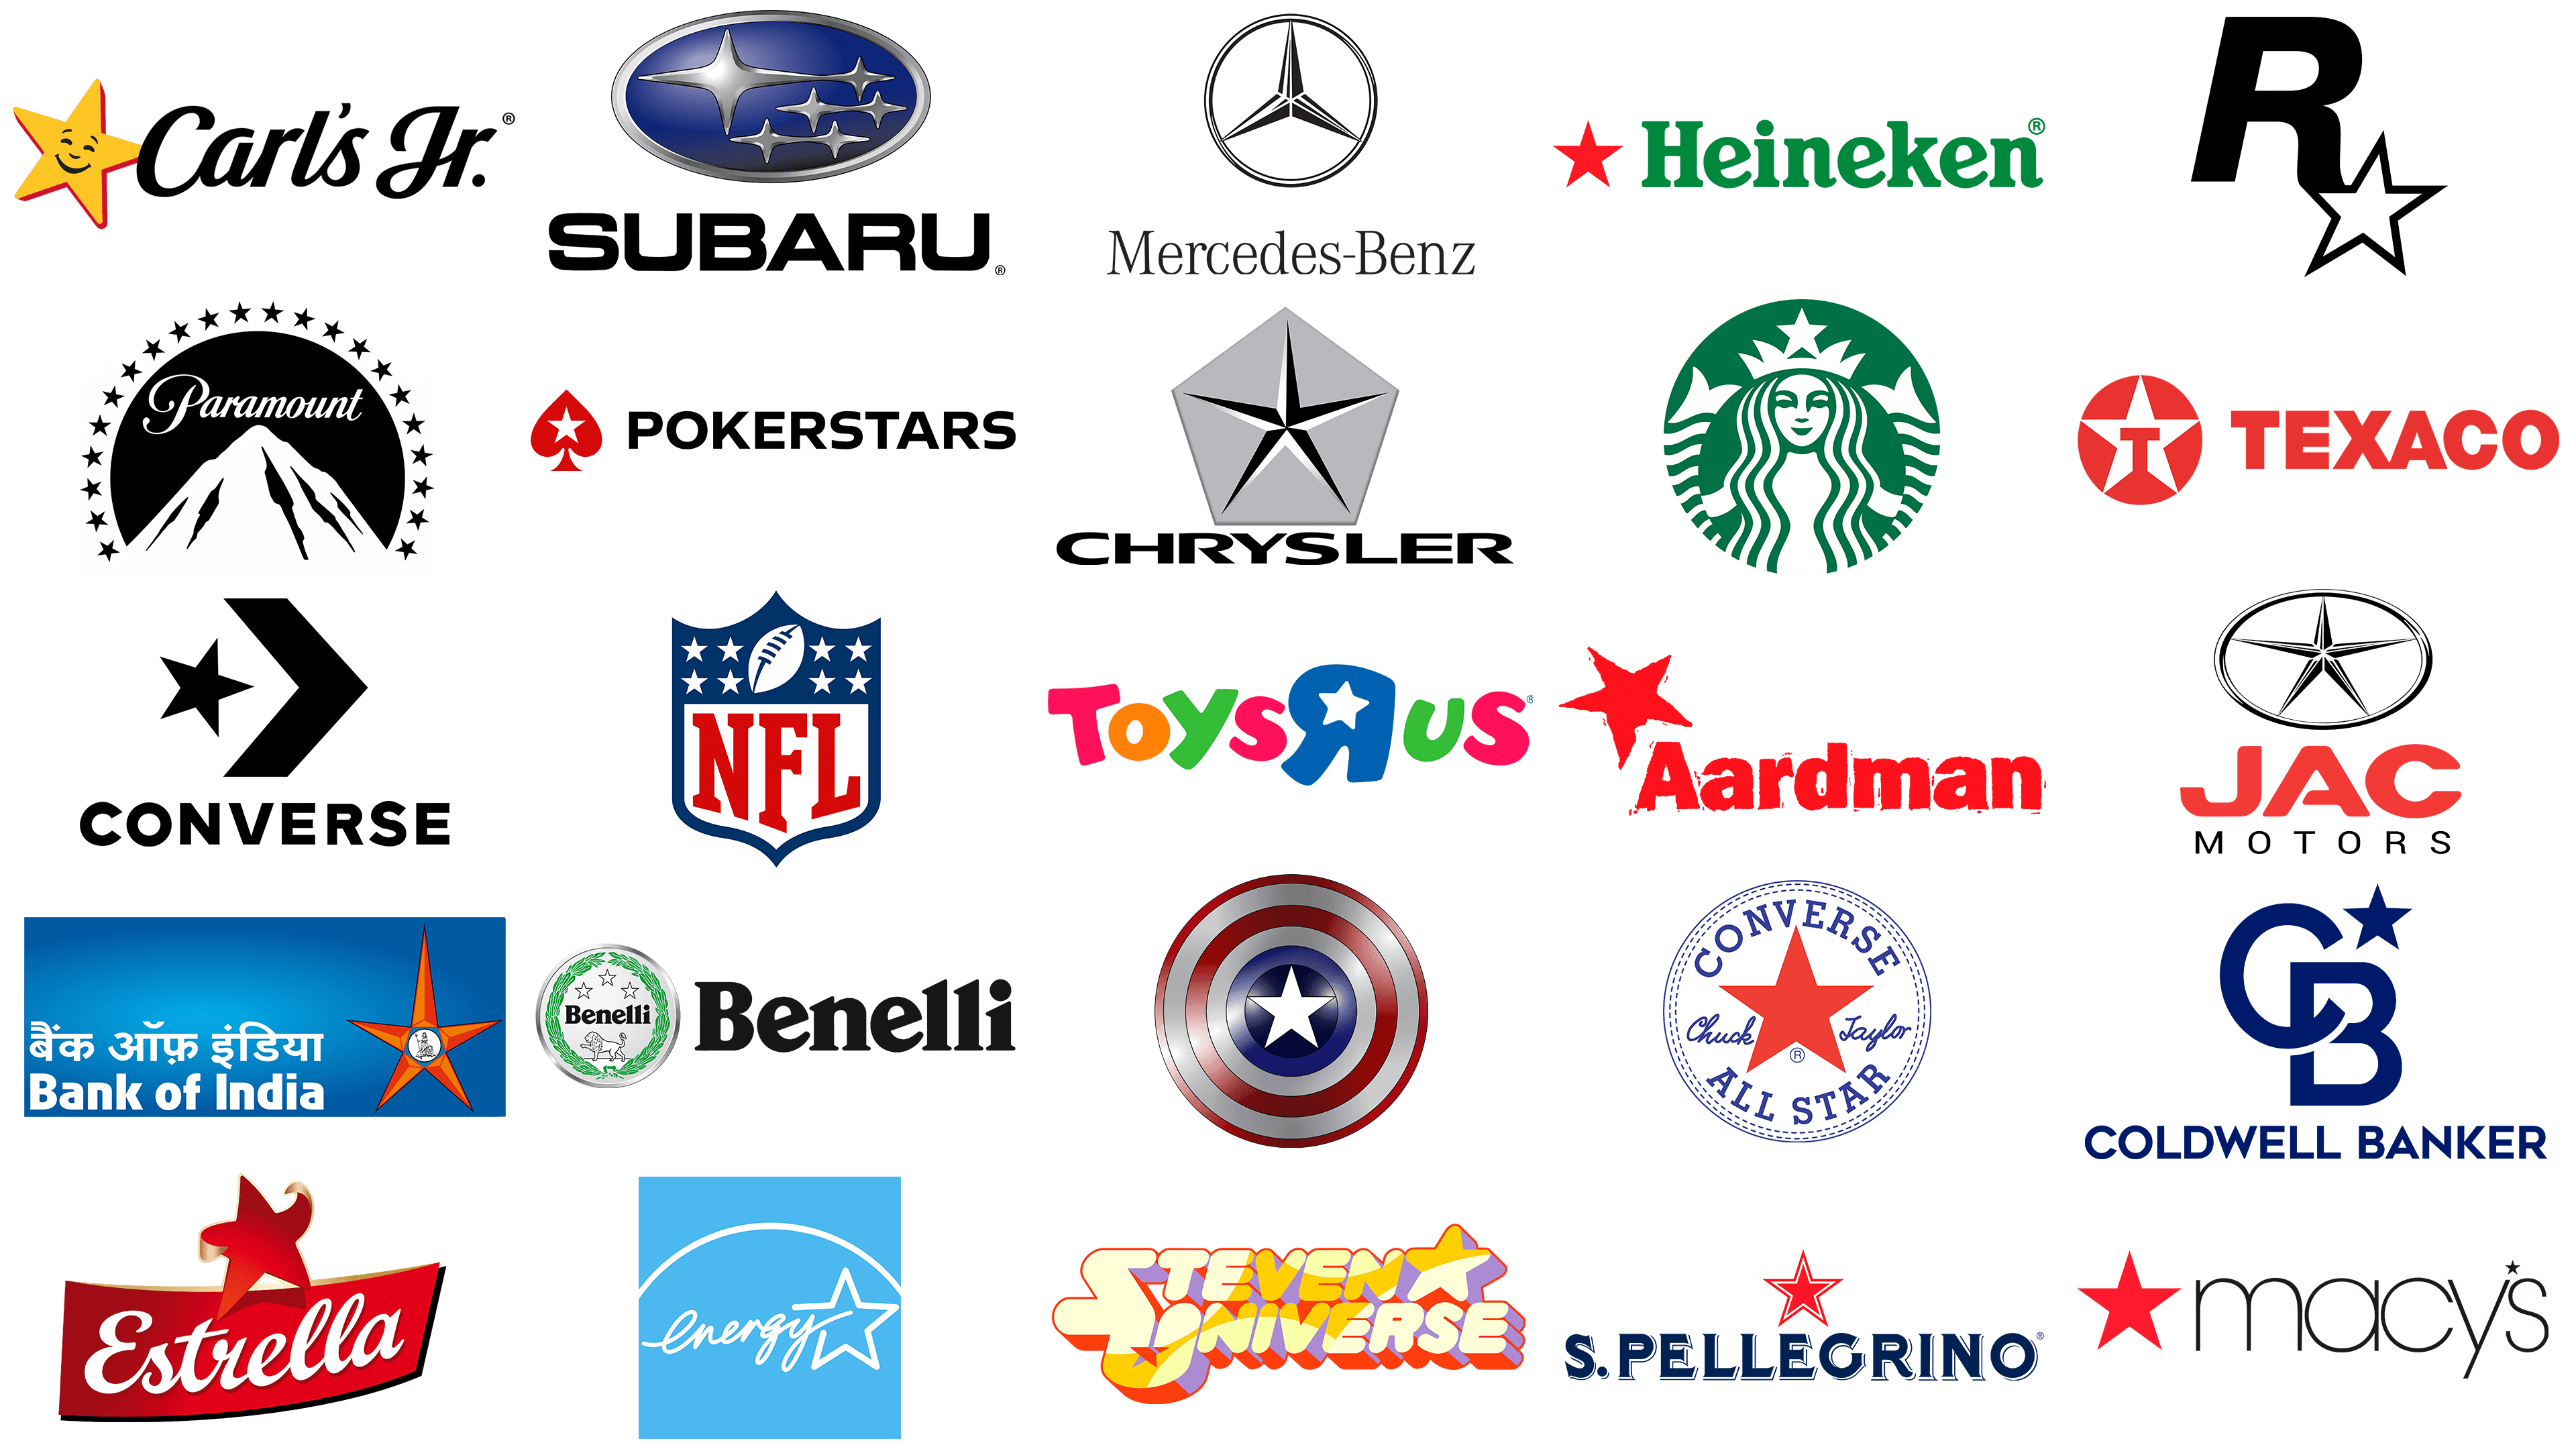 Carl's Jr.®
SUBARU®
Mercedes-Benz
Heineken®
R
Paramount
POKERSTARS
CHRYSLER
T TEXACO
CONVERSE
NFL
ToysRus®
Aardman
JAC
MOTORS
बैंक ऑफ़ इंडिया
Bank of India
Benelli
Benelli
CONVERSE
Chuck Taylor
®
ALL STAR
CB
COLDWELL BANKER
Estrella
energy
STEVEN
UNIVERSE
S.PELLEGRINO®
macy's